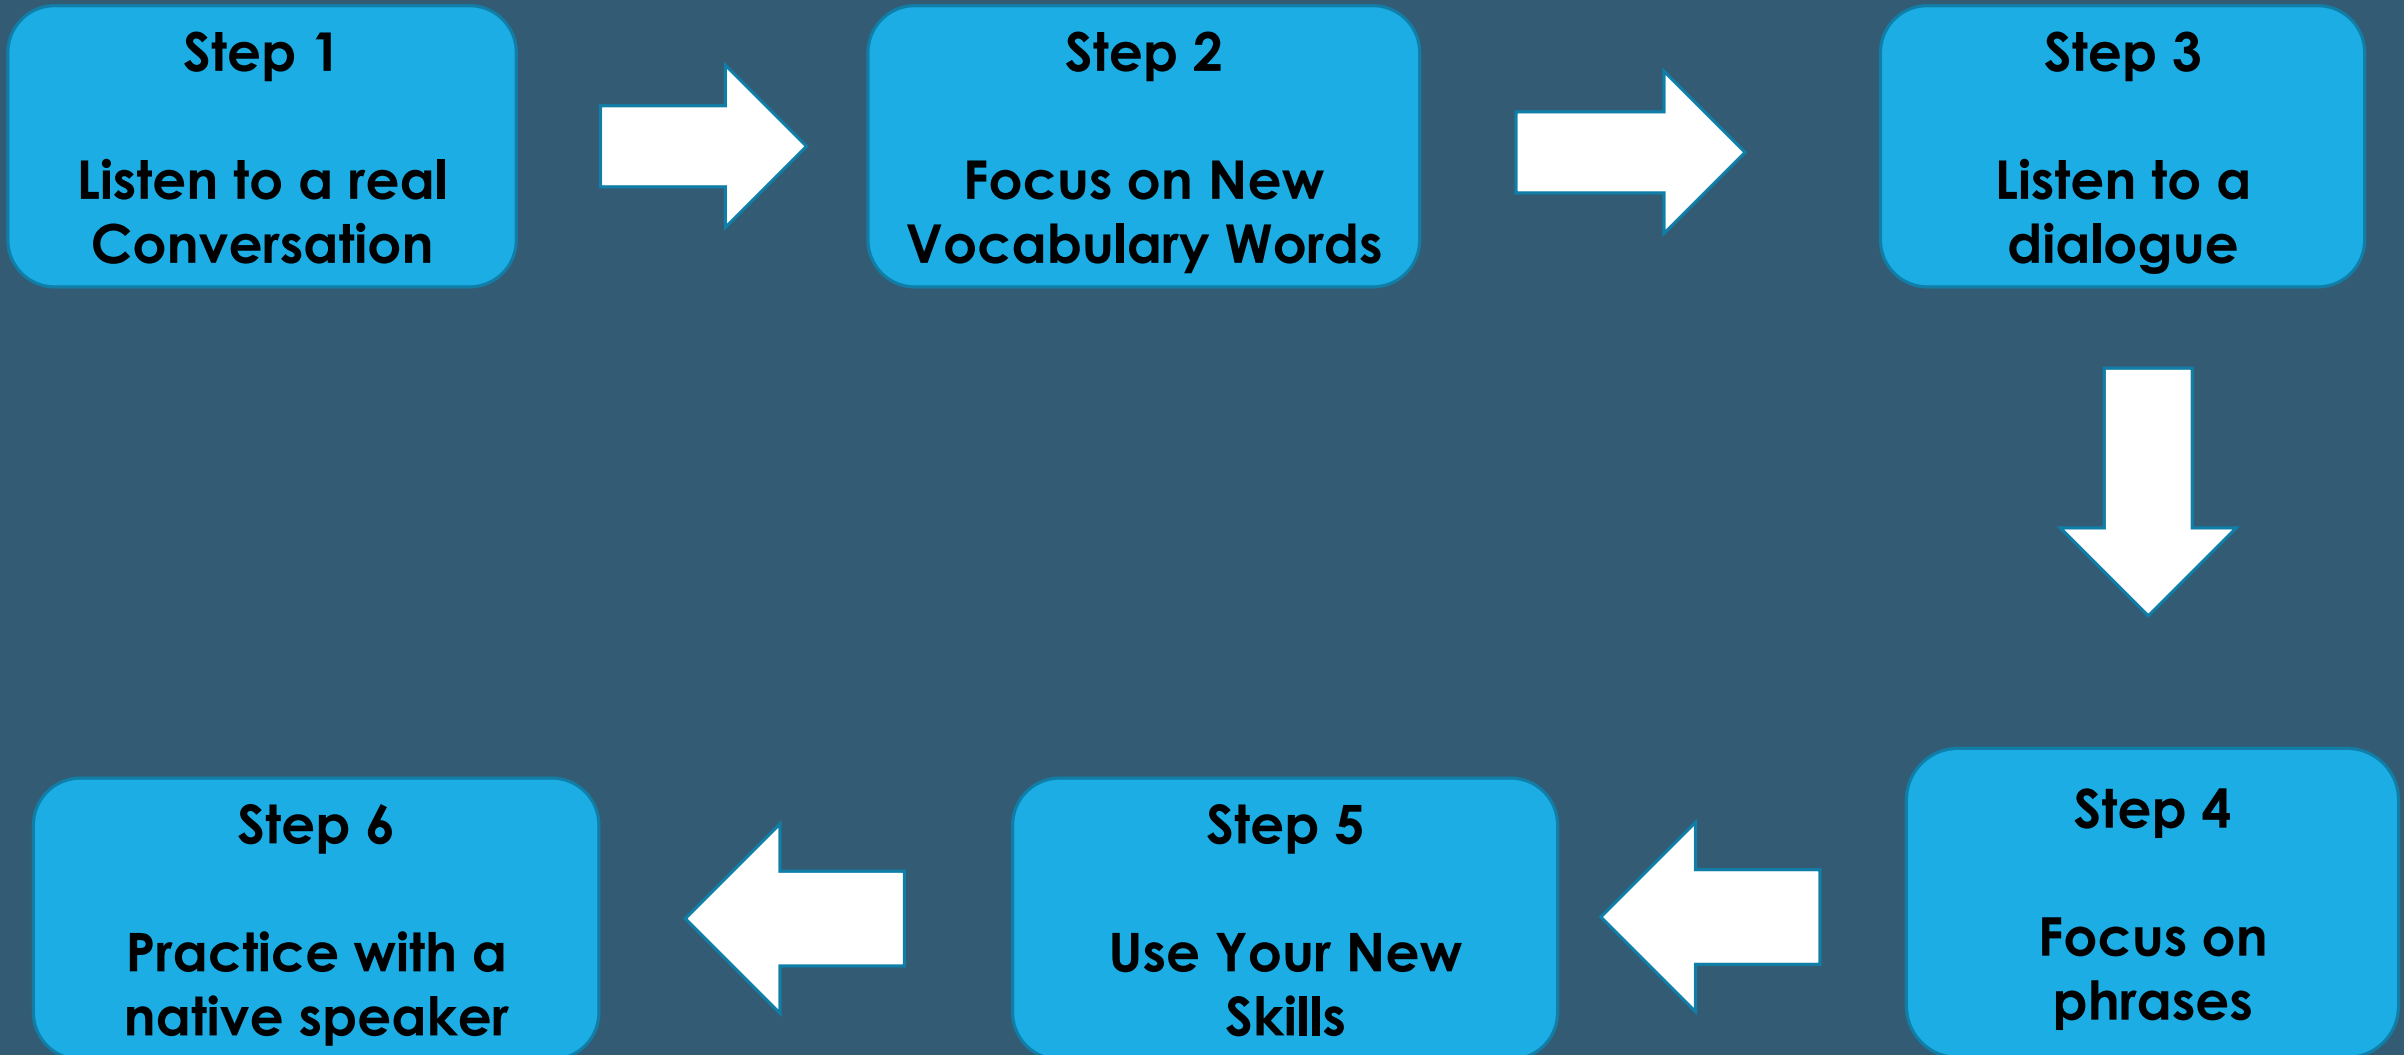 Step 1
Listen to a real
Conversation
Step 2
Focus on New
Vocabulary Words
Step 3
Listen to a
dialogue
Step 4
Focus on
phrases
Step 5
Use Your New
Skills
Step 6
Practice with a
native speaker